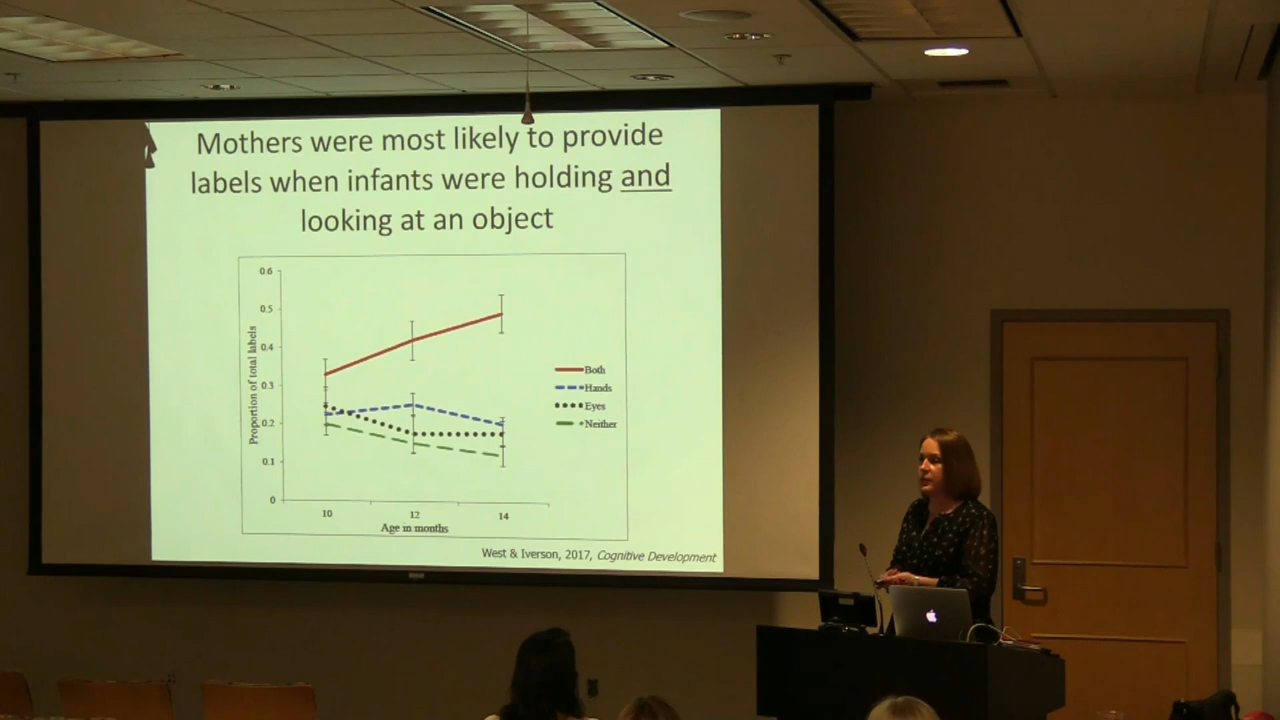 Mothers were most likely to provide
labels when infants were holding and
looking at an object
0.6
0.5
0.4
0.3
0.2
0.1
0
Proportion of total labels
10
12
14
Age in months
Both
Hands
Eyes
Neither
West & Iverson, 2017, Cognitive Development